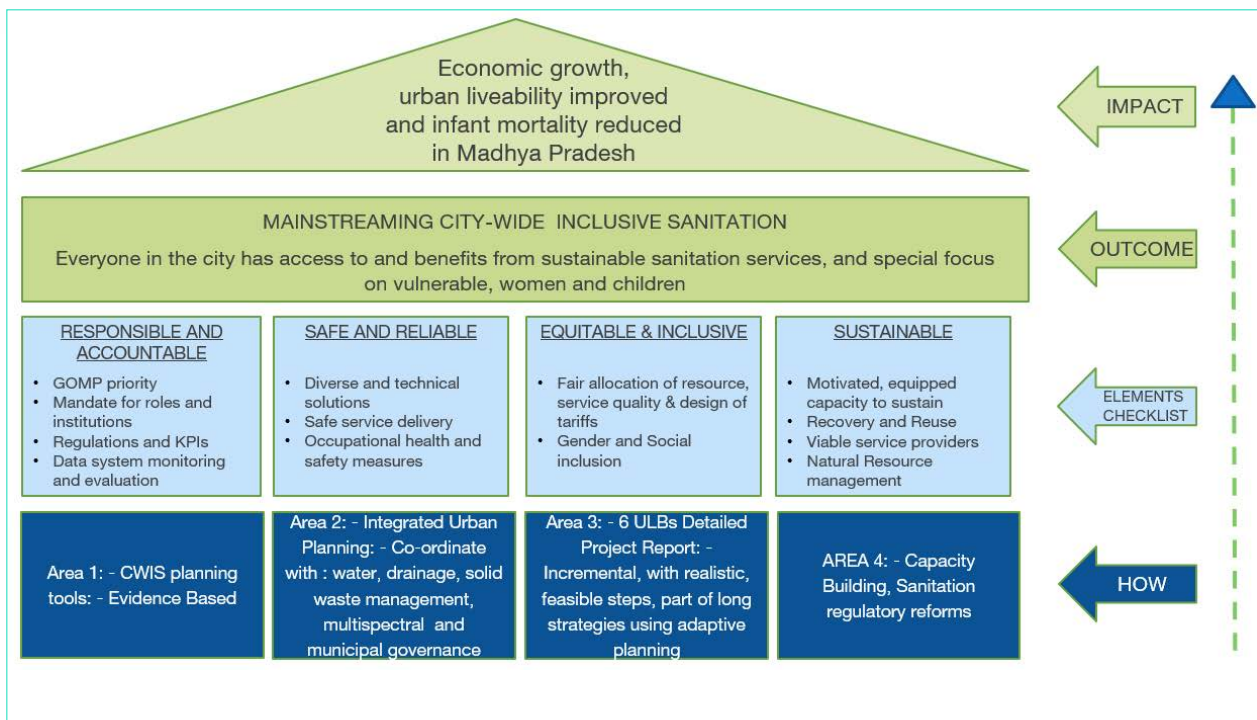 Economic growth,
urban liveability improved
and infant mortality reduced
in Madhya Pradesh
IMPACT
MAINSTREAMING CITY-WIDE INCLUSIVE SANITATION
Everyone in the city has access to and benefits from sustainable sanitation services, and special focus
on vulnerable, women and children
OUTCOME
RESPONSIBLE AND
ACCOUNTABLE
• GOMP priority
• Mandate for roles and
institutions
• Regulations and KPIs
• Data system monitoring
and evaluation
SAFE AND RELIABLE
• Diverse and technical
solutions
• Safe service delivery
• Occupational health and
safety measures
EQUITABLE & INCLUSIVE
• Fair allocation of resource,
service quality & design of
tariffs
• Gender and Social
inclusion
SUSTAINABLE
• Motivated, equipped
capacity to sustain
• Recovery and Reuse
• Viable service providers
• Natural Resource
management
ELEMENTS
CHECKLIST
Area 1: - CWIS planning
tools: - Evidence Based
Area 2: - Integrated Urban
Planning: - Co-ordinate
with : water, drainage, solid
waste management,
multispectral and
municipal governance
Area 3: - 6 ULBs Detailed
Project Report: -
Incremental, with realistic,
feasible steps, part of long
strategies using adaptive
planning
AREA 4: - Capacity
Building, Sanitation
regulatory reforms
HOW